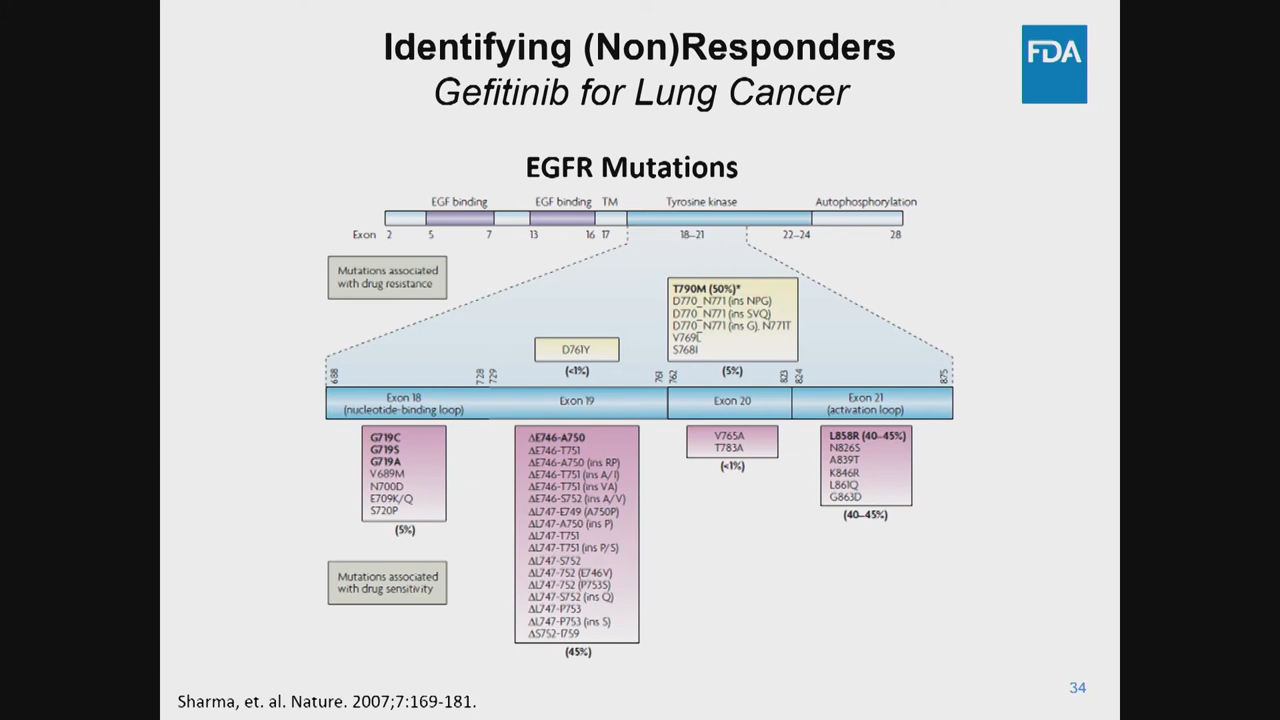 Identifying (Non)Responders
Gefitinib for Lung Cancer
FDA
EGFR Mutations
EGF binding EGF binding TM Tyrosine kinase Autophosphorylation
Exon 2 5 7 13 16 17 18–21 22–24 28
Mutations associated
with drug resistance
T790M (50%)*
D770_N771 (ins NPG)
D770_N771 (ins SVQ)
D770_N771 (ins G), N771T
V769L
S768I
D761Y
(<1%)
(5%)
688 728 729 761 762 823 824 875
Exon 18
(nucleotide-binding loop)
Exon 19
Exon 20
Exon 21
(activation loop)
G719C
G719S
G719A
V689M
N700D
E709K/Q
S720P
(5%)
ΔE746-A750
ΔE746-T751
ΔE746-A750 (ins RP)
ΔE746-T751 (ins A/I)
ΔE746-T751 (ins VA)
ΔE746-S752 (ins A/V)
ΔL747-E749 (A750P)
ΔL747-A750 (ins P)
ΔL747-T751
ΔL747-T751 (ins P/S)
ΔL747-S752
ΔL747-752 (E746V)
ΔL747-752 (P753S)
ΔL747-S752 (ins Q)
ΔL747-P753
ΔL747-P753 (ins S)
ΔS752-I759
(45%)
V765A
T783A
(<1%)
L858R (40–45%)
N826S
A839T
K846R
L861Q
G863D
(40–45%)
Mutations associated
with drug sensitivity
Sharma, et. al. Nature. 2007;7:169-181.
34